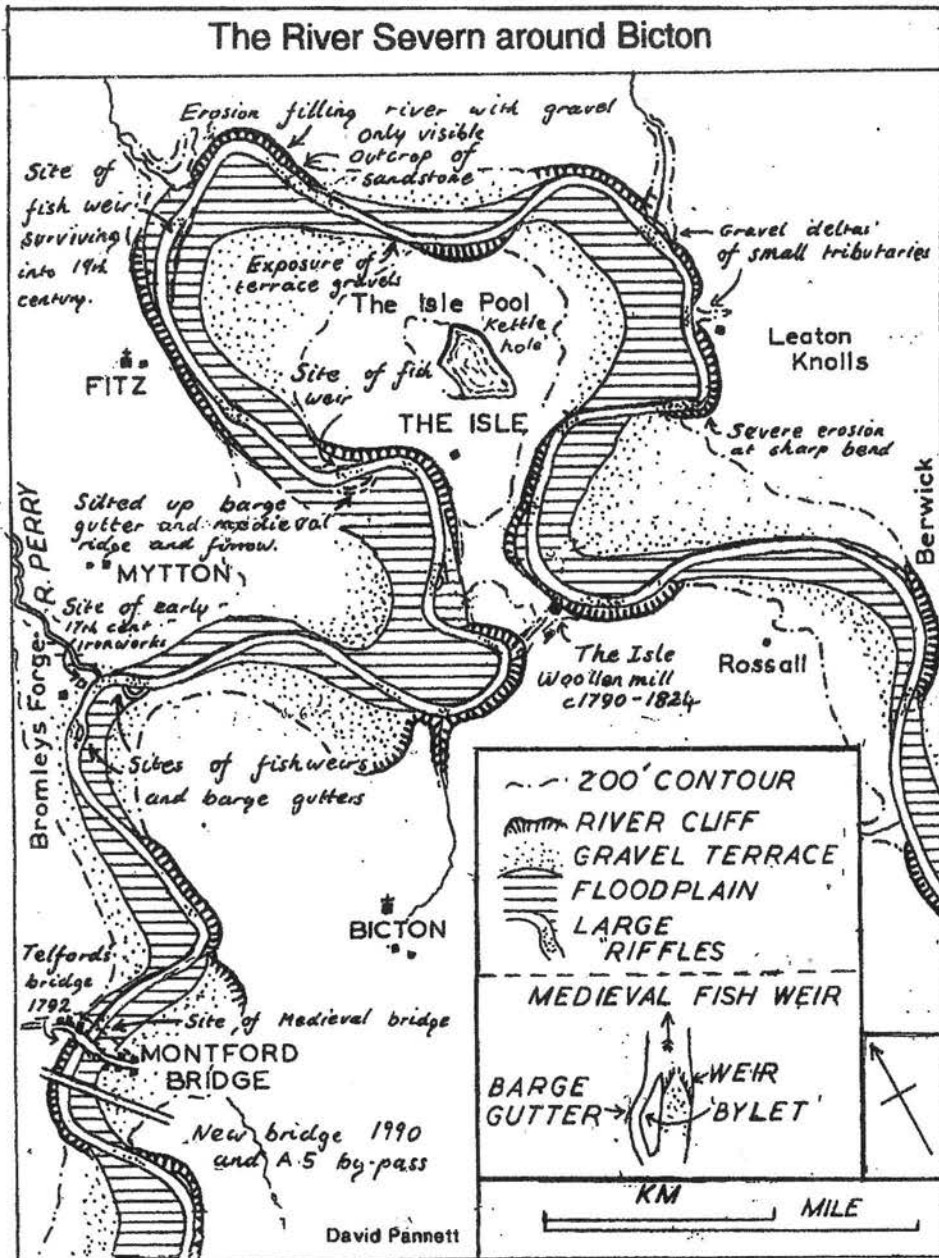 The River Severn around Bicton
Erosion filling river with gravel
Only visible
Outcrop of
sandstone
Site of
fish weir
surviving
into 19th
century.
Gravel deltas
of small tributaries
Exposure of
terrace gravels
The Isle Pool
Kettle
hole
Leaton
Knolls
FITZ
Site of fish
weir
THE ISLE
Severe erosion
at sharp bend
Silted up barge
gutter and medieval
ridge and furrow.
Berwick
R. PERRY
MYTTON
Site of early
17th cent
ironworks
The Isle
Woollen mill
c1790-1824
Rossall
Bromleys Forge
Sites of fishweirs
and barge gutters
BICTON
Telfords
bridge
1792
Site of Medieval bridge
MONTFORD
BRIDGE
New bridge 1990
and A5 by-pass
David Pannett
200' CONTOUR
RIVER CLIFF
GRAVEL TERRACE
FLOODPLAIN
LARGE
RIFFLES
MEDIEVAL FISH WEIR
BARGE
GUTTER
WEIR
'BYLET'
KM
MILE